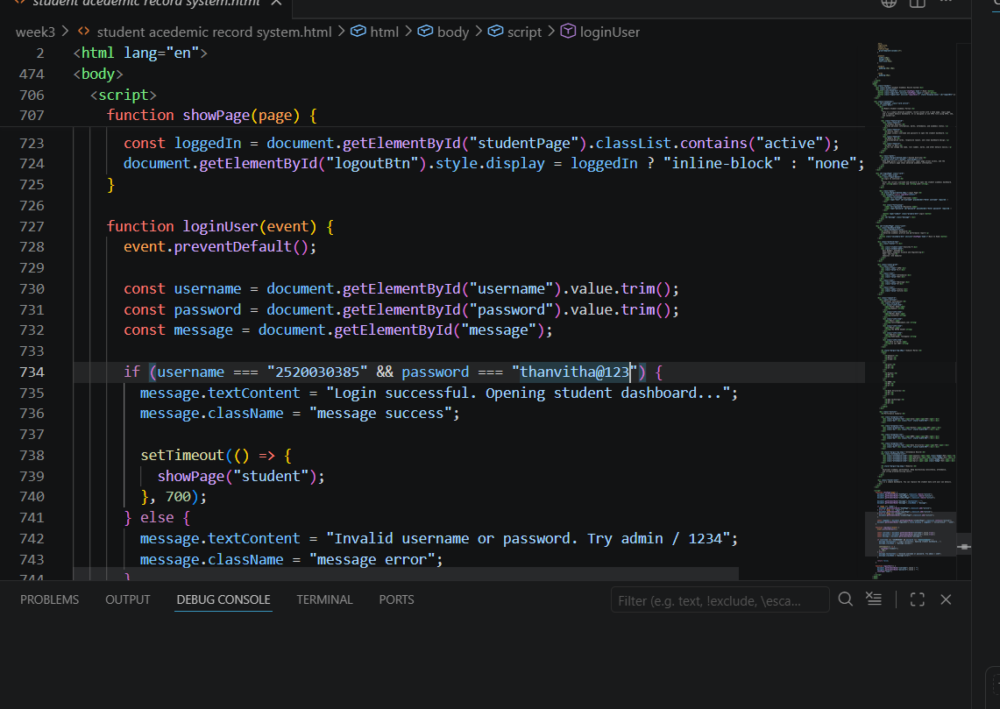 student acedemic record system.html
week3 > <> student acedemic record system.html > html > body > script > loginUser
2 <html lang="en">
474 <body>
706 <script>
707 function showPage(page) {
723 const loggedIn = document.getElementById("studentPage").classList.contains("active");
724 document.getElementById("logoutBtn").style.display = loggedIn ? "inline-block" : "none";
725 }
726
727 function loginUser(event) {
728 event.preventDefault();
729
730 const username = document.getElementById("username").value.trim();
731 const password = document.getElementById("password").value.trim();
732 const message = document.getElementById("message");
733
734 if (username === "2520030385" && password === "thanvitha@123") {
735 message.textContent = "Login successful. Opening student dashboard...";
736 message.className = "message success";
737
738 setTimeout(() => {
739 showPage("student");
740 }, 700);
741 } else {
742 message.textContent = "Invalid username or password. Try admin / 1234";
743 message.className = "message error";
744 }
PROBLEMS OUTPUT DEBUG CONSOLE TERMINAL PORTS Filter (e.g. text, !exclude, \esca...